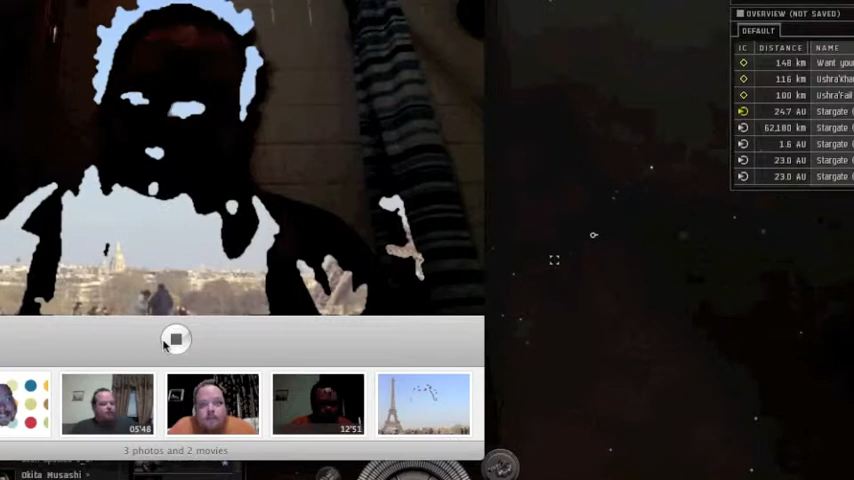 OVERVIEW (NOT SAVED)
DEFAULT
IC DISTANCE NAME
148 km Want you
116 km Ushra'Kha
100 km Ushra'Fail
24.7 AU Stargate
62,180 km Stargate
1.6 AU Stargate
23.0 AU Stargate
23.0 AU Stargate
05:48
12:51
3 photos and 2 movies
Okita Musashi >